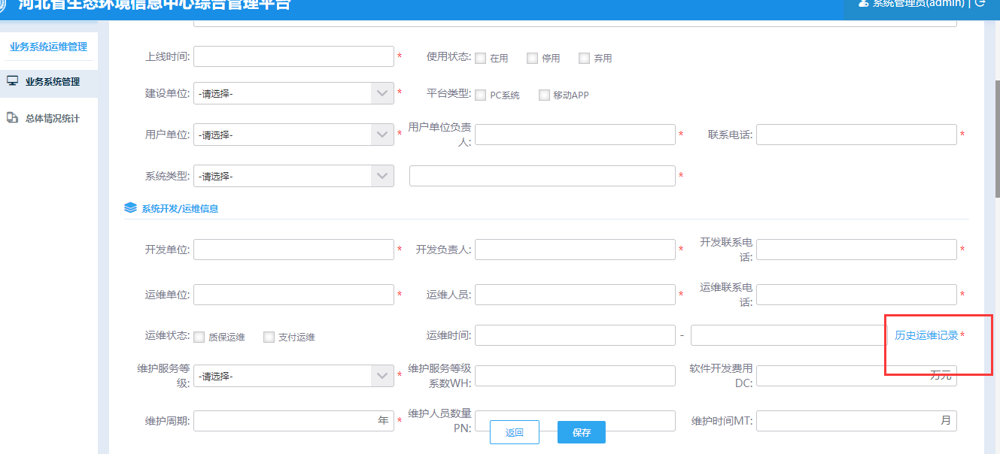 河北省生态环境信息中心综合管理平台 系统管理员(admin) |
业务系统运维管理
业务系统管理
总体情况统计
上线时间: * 使用状态: 在用 停用 弃用
建设单位: -请选择- * 平台类型: PC系统 移动APP
用户单位: -请选择- * 用户单位负责人: * 联系电话: *
系统类型: -请选择- *
系统开发/运维信息
开发单位: * 开发负责人: * 开发联系电话: *
运维单位: * 运维人员: * 运维联系电话: *
运维状态: 质保运维 支付运维 运维时间: - 历史运维记录 *
维护服务等级: -请选择- * 维护服务等级系数WH: 软件开发费用DC: 万元
维护周期: 年 * 维护人员数量PN: 维护时间MT: 月
返回 保存